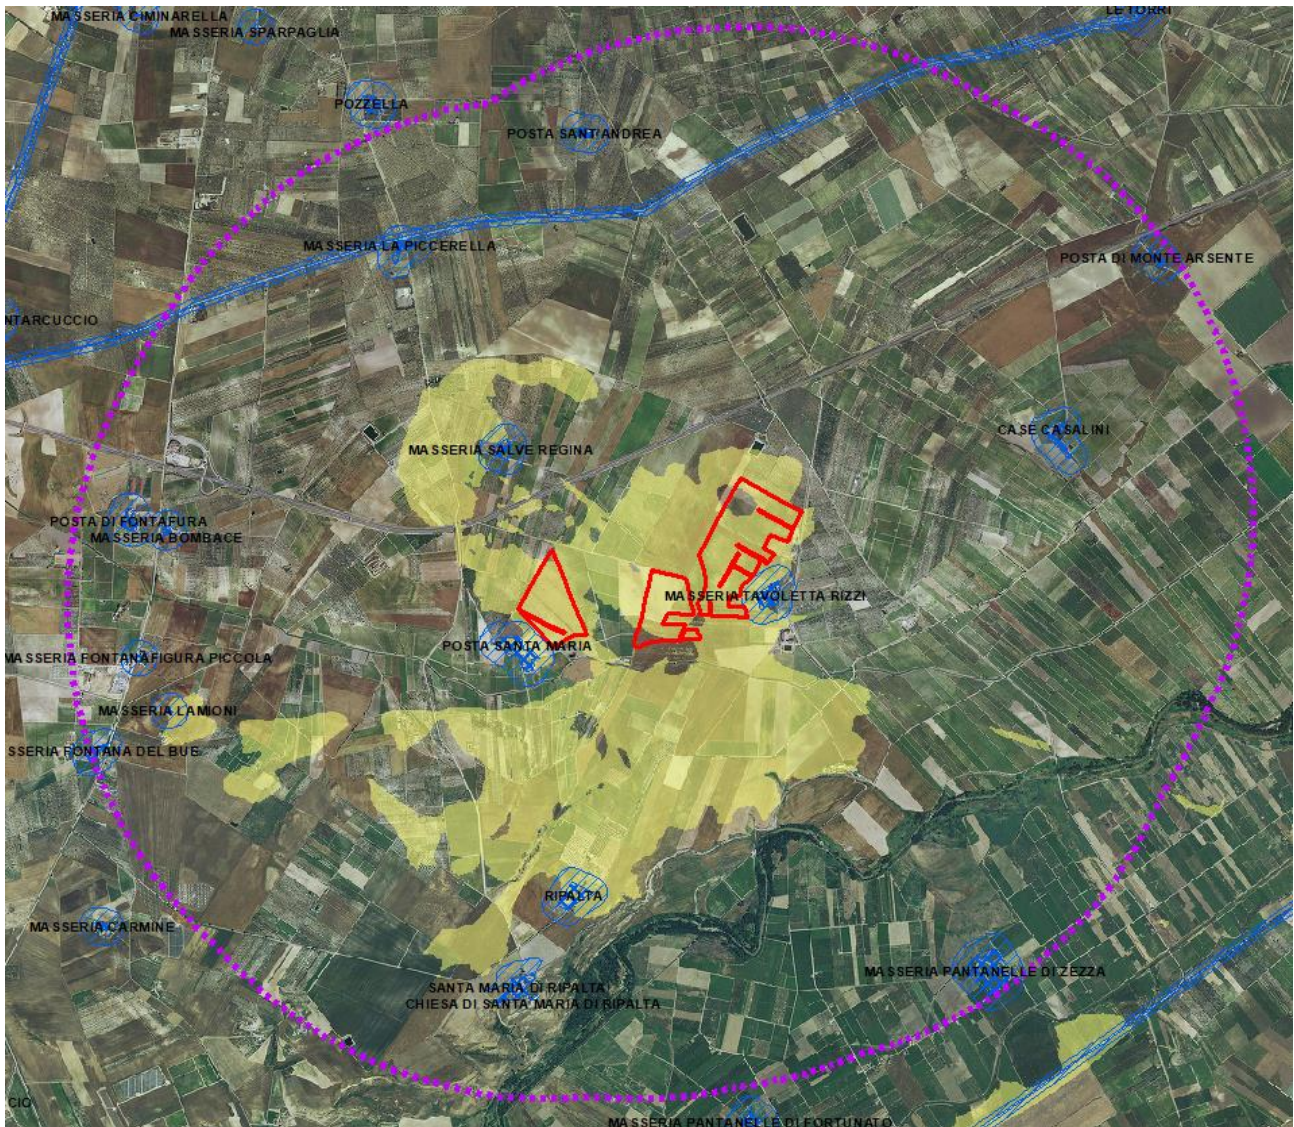 MASSERIA CIMINARELLA
LE TORRI
MASSERIA SPARPAGLIA
POZZELLA
POSTA SANT'ANDREA
MASSERIA LA PICCERELLA
POSTA DI MONTE ARSENTE
NTARCUCCIO
CASE CASALINI
MASSERIA SALVE REGINA
POSTA DI FONTAFURA
MASSERIA BOMBACE
MASSERIA TAVOLETTA RIZZI
POSTA SANTA MARIA
MASSERIA FONTANAFIGURA PICCOLA
MASSERIA LAMIONI
SSERIA FONTANA DEL BUE
RIPALTA
MASSERIA CARMINE
MASSERIA PANTANELLE DI ZEZZA
SANTA MARIA DI RIPALTA
CHIESA DI SANTA MARIA DI RIPALTA
CIO
MASSERIA PANTANELLE DI FORTUNATO